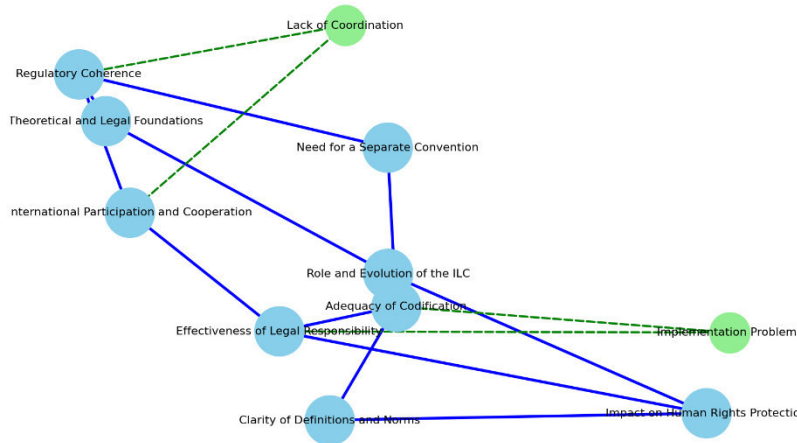 Lack of Coordination
Regulatory Coherence
Theoretical and Legal Foundations
Need for a Separate Convention
nternational Participation and Cooperation
Role and Evolution of the ILC
Adequacy of Codification
Effectiveness of Legal Responsibility
Implementation Problem
Impact on Human Rights Protectio
Clarity of Definitions and Norms